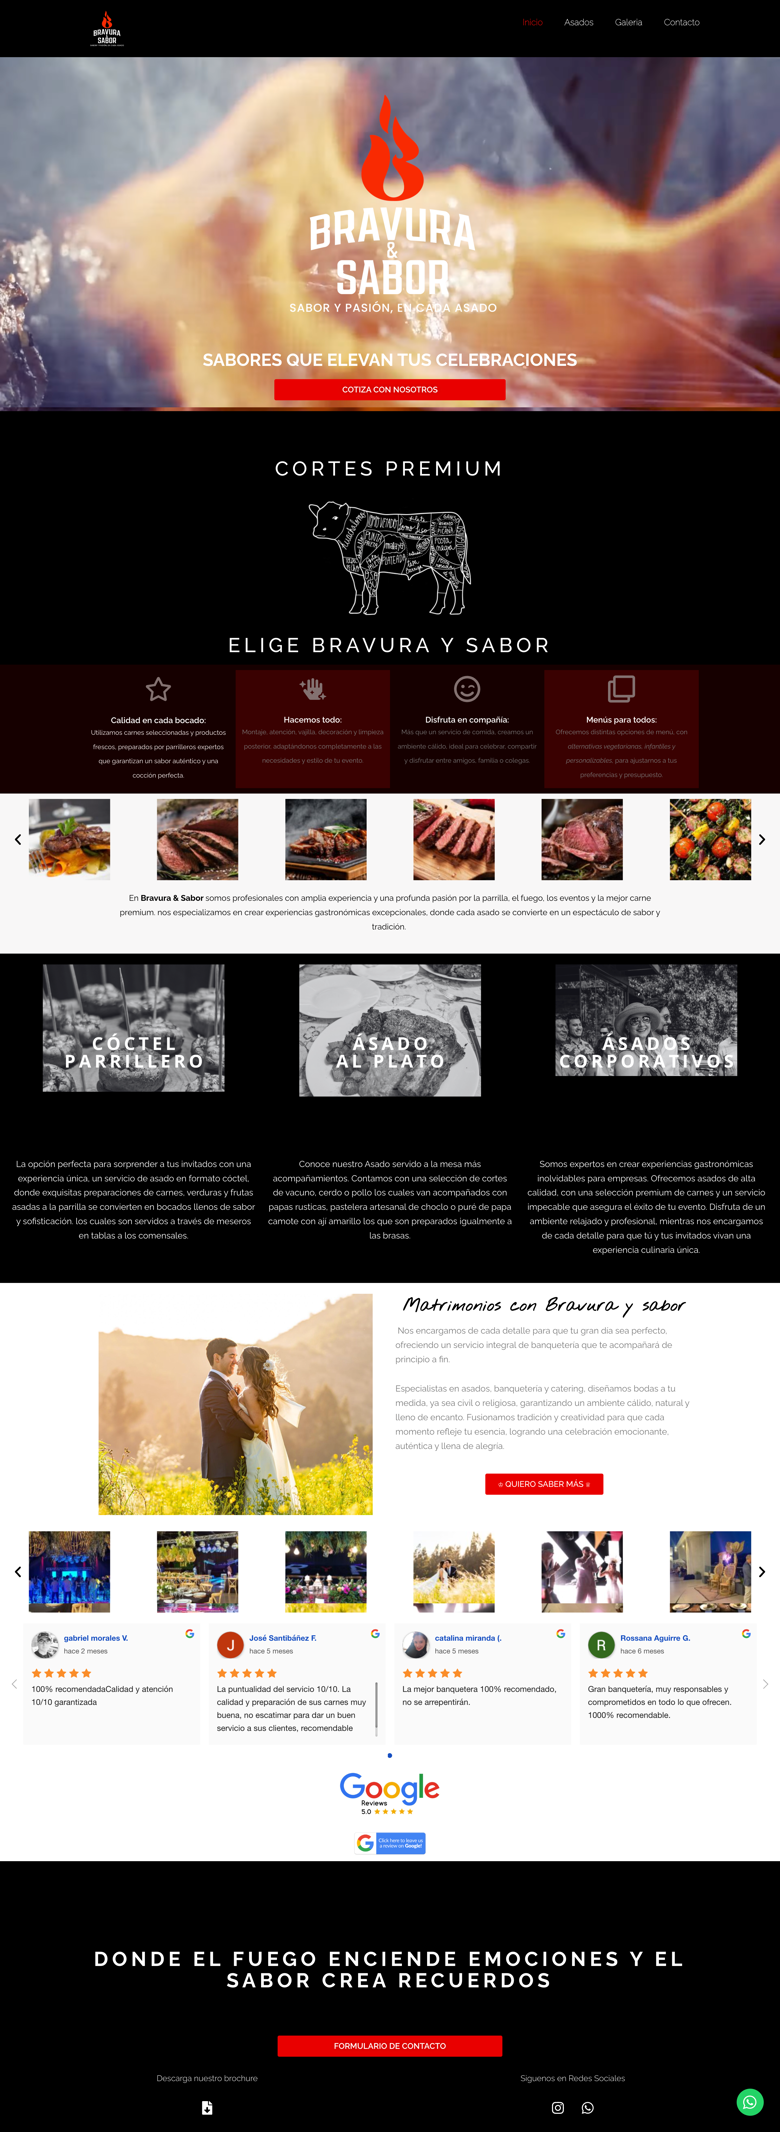 BRAVURA
&
SABOR
Inicio
Asados
Galería
Contacto
BRAVURA
&
SABOR
SABOR Y PASIÓN, EN CADA ASADO
SABORES QUE ELEVAN TUS CELEBRACIONES
COTIZA CON NOSOTROS
CORTES PREMIUM
ELIGE BRAVURA Y SABOR
Calidad en cada bocado:
Utilizamos carnes seleccionadas y productos
frescos, preparados por parrilleros expertos
que garantizan un sabor auténtico y una
cocción perfecta.
Hacemos todo:
Montaje, atención, vajilla, decoración y limpieza
posterior, adaptándonos completamente a las
necesidades y estilo de tu evento.
Disfruta en compañía:
Más que un servicio de comida, creamos un
ambiente cálido, ideal para celebrar, compartir
y disfrutar entre amigos, familia o colegas.
Menús para todos:
Ofrecemos distintas opciones de menú, con
alternativas vegetarianas, infantiles y
personalizables, para ajustarnos a tus
preferencias y presupuesto.
En Bravura & Sabor somos profesionales con amplia experiencia y una profunda pasión por la parrilla, el fuego, los eventos y la mejor carne
premium. nos especializamos en crear experiencias gastronómicas excepcionales, donde cada asado se convierte en un espectáculo de sabor y
tradición.
CÓCTEL
PARRILLERO
ÁSADO
AL PLATO
ÁSADOS
CORPORATIVOS
La opción perfecta para sorprender a tus invitados con una
experiencia única, un servicio de asado en formato cóctel,
donde exquisitas preparaciones de carnes, verduras y frutas
asadas a la parrilla se convierten en bocados llenos de sabor
y sofisticación, los cuales son servidos a través de meseros
en tablas a los comensales.
Conoce nuestro Asado servido a la mesa más
acompañamientos. Contamos con una selección de cortes
de vacuno, cerdo o pollo los cuales van acompañados con
papas rusticas, pastelera artesanal de choclo o puré de papa
camote con ají amarillo los que son preparados igualmente a
las brasas.
Somos expertos en crear experiencias gastronómicas
inolvidables para empresas. Ofrecemos asados de alta
calidad, con una selección premium de carnes y un servicio
impecable que asegura el éxito de tu evento. Disfruta de un
ambiente relajado y profesional, mientras nos encargamos
de cada detalle para que tú y tus invitados vivan una
experiencia culinaria única.
Matrimonios con Bravura y sabor
Nos encargamos de cada detalle para que tu gran día sea perfecto,
ofreciendo un servicio integral de banquetería que te acompañará de
principio a fin.
Especialistas en asados, banquetería y catering, diseñamos bodas a tu
medida, ya sea civil o religiosa, garantizando un ambiente cálido, natural y
lleno de encanto. Fusionamos tradición y creatividad para que cada
momento refleje tu esencia, logrando una celebración emocionante,
auténtica y llena de alegría.
QUIERO SABER MÁS
gabriel morales V.
hace 2 meses
100% recomendadaCalidad y atención
10/10 garantizada
J
José Santibáñez F.
hace 5 meses
La puntualidad del servicio 10/10. La
calidad y preparación de sus carnes muy
buena, no escatimar para dar un buen
servicio a sus clientes, recomendable
catalina miranda (.
hace 5 meses
La mejor banquetera 100% recomendado,
no se arrepentirán.
R
Rossana Aguirre G.
hace 6 meses
Gran banquetería, muy responsables y
comprometidos en todo lo que ofrecen.
1000% recomendable.
Google
Reviews
5.0
Click here to leave us
a review on Google!
DONDE EL FUEGO ENCIENDE EMOCIONES Y EL
SABOR CREA RECUERDOS
FORMULARIO DE CONTACTO
Descarga nuestro brochure
Síguenos en Redes Sociales